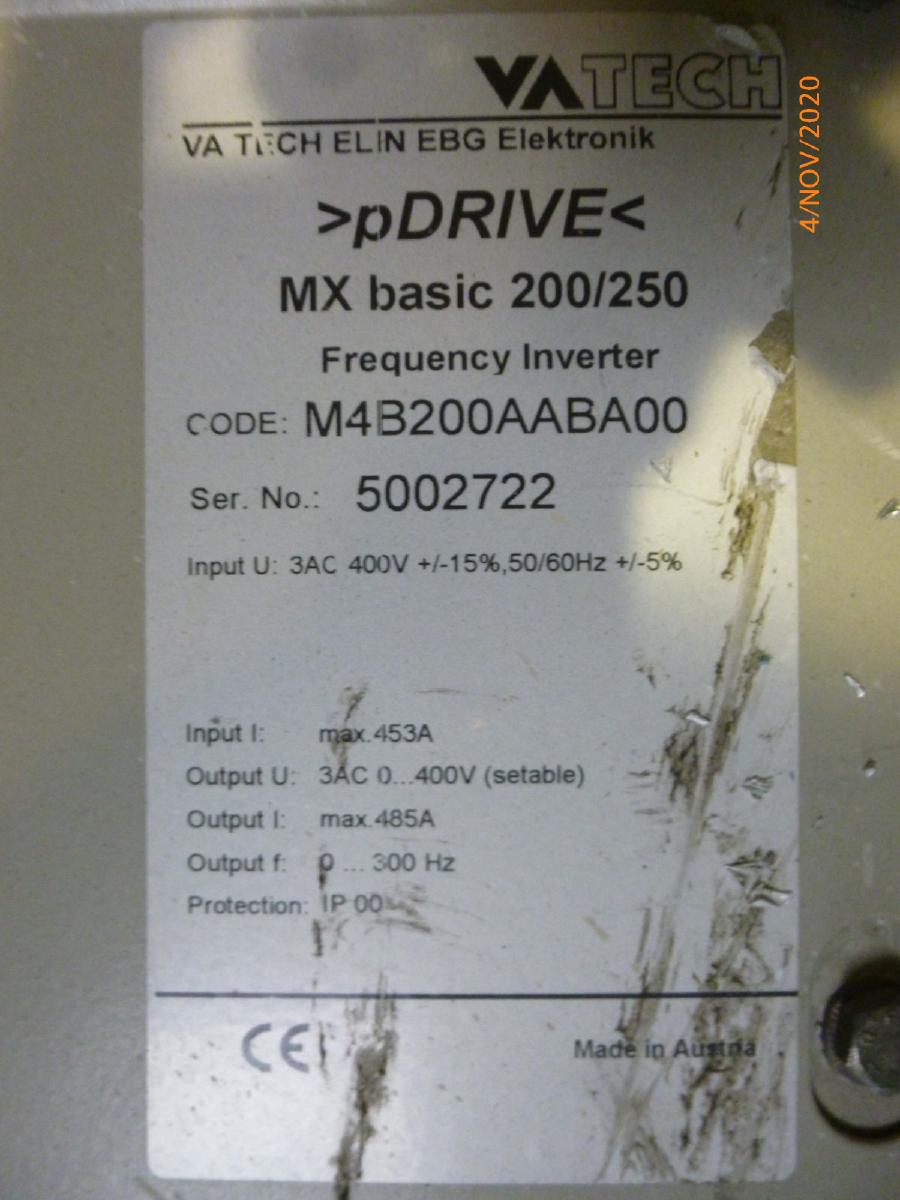 VATECH
4/NOV/2020
VA TECH ELIN EBG Elektronik
>pDRIVE<
MX basic 200/250
Frequency Inverter
CODE: M4B200AABA00
Ser. No.: 5002722
Input U: 3AC 400V +/-15%,50/60Hz +/-5%
Input I: max.453A
Output U: 3AC 0...400V (setable)
Output I: max.485A
Output f: 0 ... 300 Hz
Protection: IP 00
CE
Made in Austria